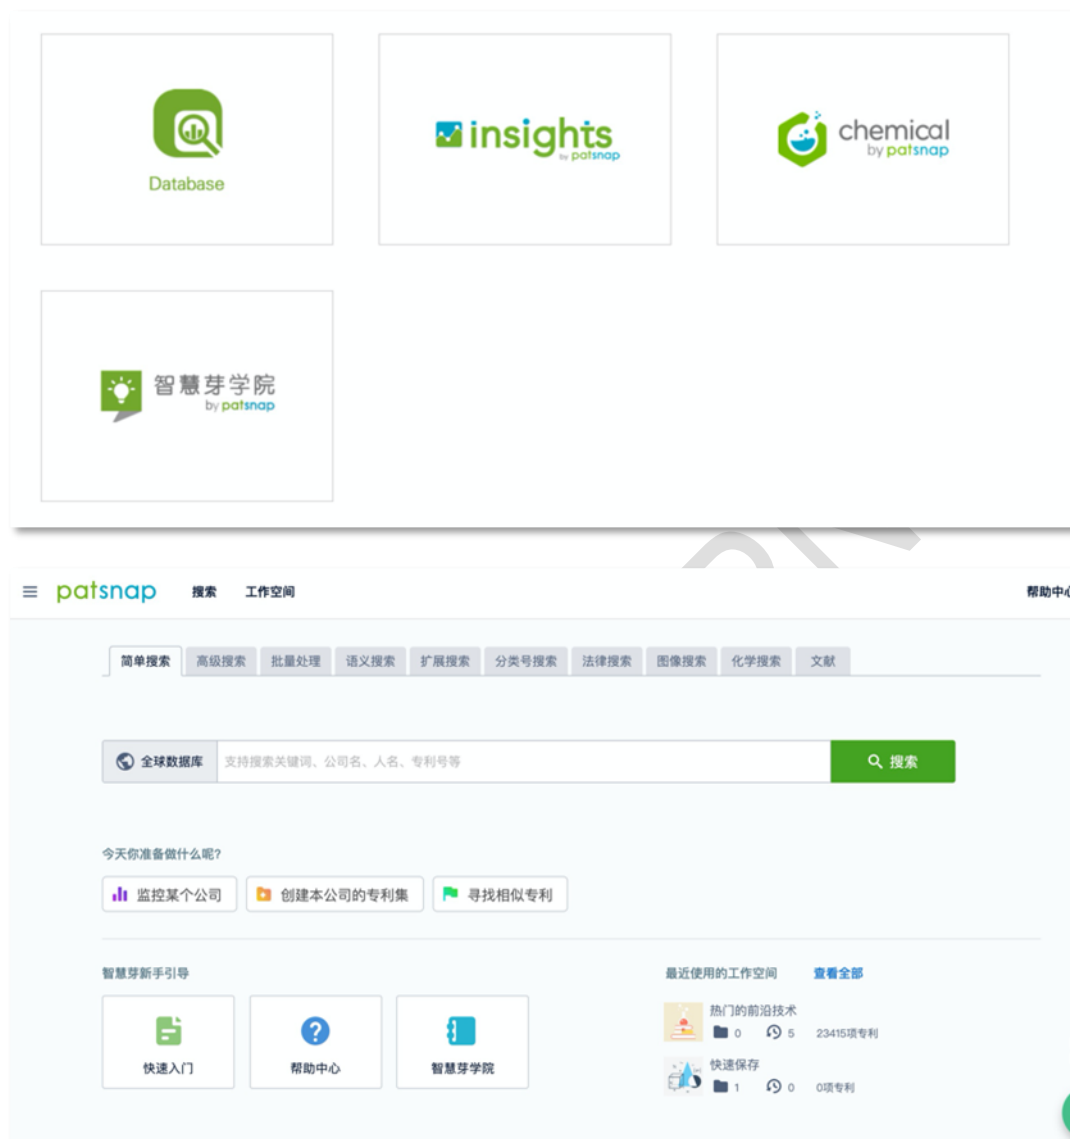 Database
insights
by patsnap
chemical
by patsnap
智慧芽学院
by patsnap
patsnap 搜索 工作空间 帮助中心
简单搜索 高级搜索 批量处理 语义搜索 扩展搜索 分类号搜索 法律搜索 图像搜索 化学搜索 文献
全球数据库 支持搜索关键词、公司名、人名、专利号等 搜索
今天你准备做什么呢?
监控某个公司 创建本公司的专利集 寻找相似专利
智慧芽新手引导 最近使用的工作空间 查看全部
热门的前沿技术
0 5 23415项专利
快速入门 帮助中心 智慧芽学院
快速保存
1 0 0项专利